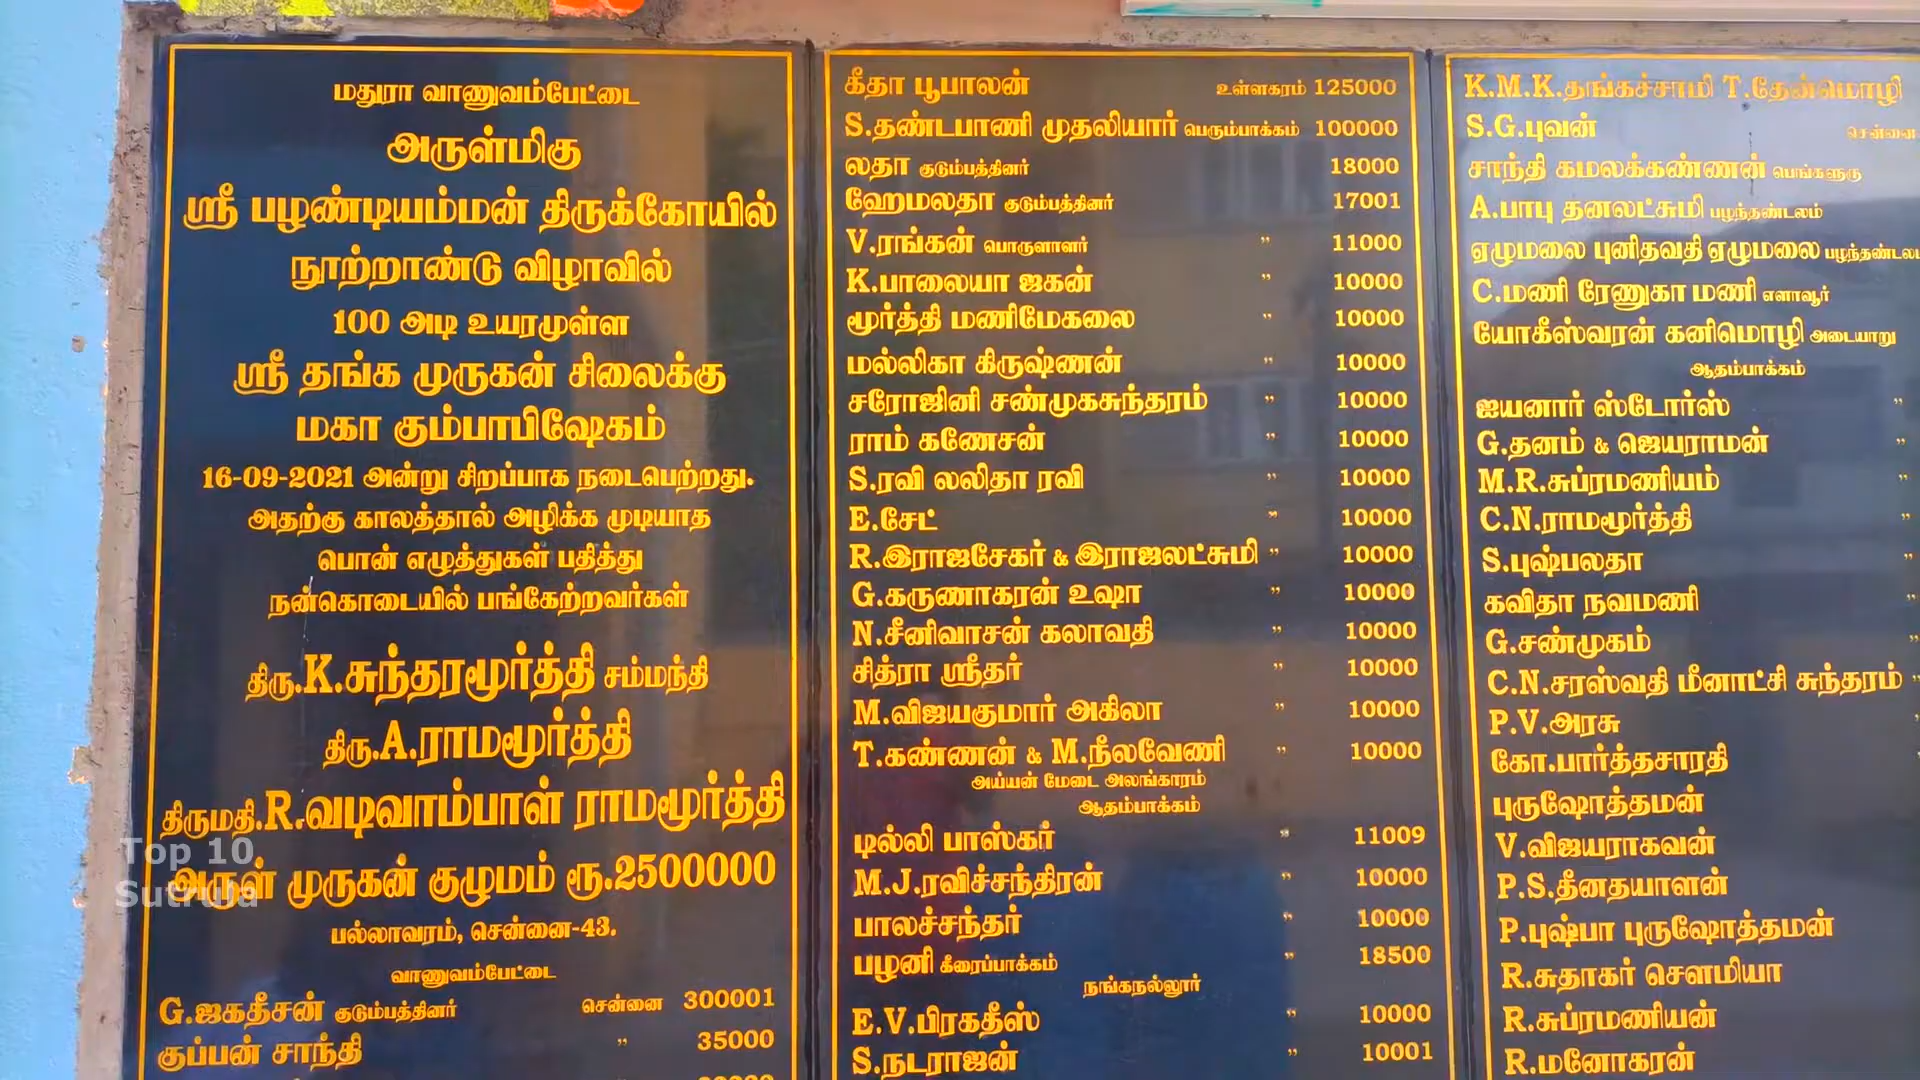 மதுரா வாணுவம்பேட்டை
அருள்மிகு
ஸ்ரீ பழண்டியம்மன் திருக்கோயில்
நூற்றாண்டு விழாவில்
100 அடி உயரமுள்ள
ஸ்ரீ தங்க முருகன் சிலைக்கு
மகா கும்பாபிஷேகம்
16-09-2021 அன்று சிறப்பாக நடைபெற்றது.
அதற்கு காலத்தால் அழிக்க முடியாத
பொன் எழுத்துகள் பதித்து
நன்கொடையில் பங்கேற்றவர்கள்
திரு.K.சுந்தரமூர்த்தி சம்மந்தி
திரு.A.ராமமூர்த்தி
திருமதி.R.வடிவாம்பாள் ராமமூர்த்தி
அருள் முருகன் குழுமம் ரூ.2500000
பல்லாவரம், சென்னை-43.
வாணுவம்பேட்டை
G.ஜகதீசன் குடும்பத்தினர் சென்னை 300001
குப்பன் சாந்தி " 35000
கீதா பூபாலன் உள்ளகரம் 125000
S.தண்டபாணி முதலியார் பெரும்பாக்கம் 100000
லதா குடும்பத்தினர் 18000
ஹேமலதா குடும்பத்தினர் 17001
V.ரங்கன் பொருளாளர் " 11000
K.பாலையா ஜகன் " 10000
மூர்த்தி மணிமேகலை " 10000
மல்லிகா கிருஷ்ணன் " 10000
சரோஜினி சண்முகசுந்தரம் " 10000
ராம் கணேசன் " 10000
S.ரவி லலிதா ரவி " 10000
E.சேட் " 10000
R.இராஜசேகர் & இராஜலட்சுமி " 10000
G.கருணாகரன் உஷா " 10000
N.சீனிவாசன் கலாவதி " 10000
சித்ரா ஸ்ரீதர் " 10000
M.விஜயகுமார் அகிலா " 10000
T.கண்ணன் & M.நீலவேணி " 10000
அய்யன் மேடை அலங்காரம்
ஆதம்பாக்கம்
டில்லி பாஸ்கர் " 11009
M.J.ரவிச்சந்திரன் " 10000
பாலச்சந்தர் " 10000
பழனி கீரைப்பாக்கம் " 18500
நங்கநல்லூர்
E.V.பிரகதீஸ் " 10000
S.நடராஜன் " 10001
K.M.K.தங்கச்சாமி T.தேன்மொழி
S.G.புவன் சென்னை
சாந்தி கமலக்கண்ணன் பெங்களுரு
A.பாபு தனலட்சுமி பழந்தண்டலம்
ஏழுமலை புனிதவதி ஏழுமலை பழந்தண்டலம்
C.மணி ரேணுகா மணி எளாவூர்
யோகீஸ்வரன் கனிமொழி அடையாறு
ஆதம்பாக்கம்
ஐயனார் ஸ்டோர்ஸ் "
G.தனம் & ஜெயராமன் "
M.R.சுப்ரமணியம் "
C.N.ராமமூர்த்தி "
S.புஷ்பலதா "
கவிதா நவமணி "
G.சண்முகம் "
C.N.சரஸ்வதி மீனாட்சி சுந்தரம் "
P.V.அரசு "
கோ.பார்த்தசாரதி
புருஷோத்தமன்
V.விஜயராகவன்
P.S.தீனதயாளன்
P.புஷ்பா புருஷோத்தமன்
R.சுதாகர் சௌமியா
R.சுப்ரமணியன்
R.மனோகரன்
Top 10
Sutrula